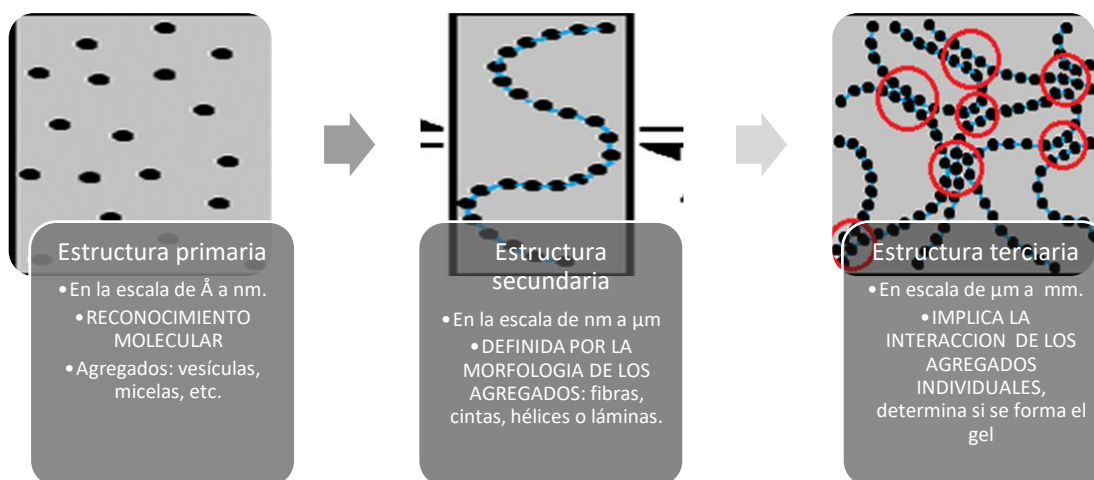 Estructura primaria
•En la escala de Å a nm.
•RECONOCIMIENTO
MOLECULAR
•Agregados: vesículas,
micelas, etc.
Estructura
secundaria
•En la escala de nm a µm
•DEFINIDA POR LA
MORFOLOGIA DE LOS
AGREGADOS: fibras,
cintas, hélices o láminas.
Estructura terciaria
•En escala de µm a  mm.
•IMPLICA LA
INTERACCION  DE LOS
AGREGADOS
INDIVIDUALES,
determina si se forma el
gel